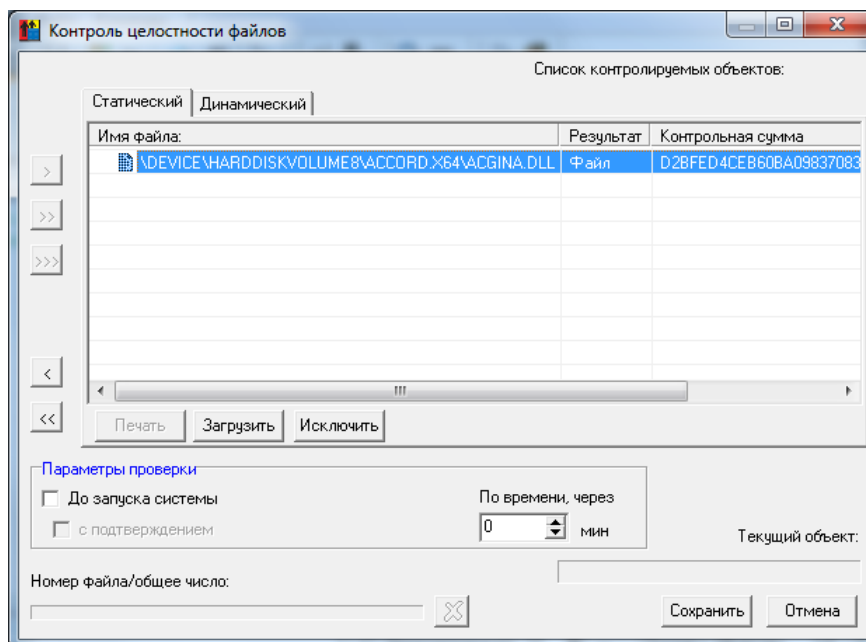 Контроль целостности файлов
Список контролируемых объектов:
Статический Динамический
Имя файла: Результат Контрольная сумма
\DEVICE\HARDDISKVOLUME8\ACCORD.X64\ACGINA.DLL Файл D2BFED4CEB60BA09837083
>
>>
>>>
<
<<
Печать Загрузить Исключить
Параметры проверки
До запуска системы По времени, через
с подтверждением 0 мин
Текущий объект:
Номер файла/общее число:
Сохранить Отмена